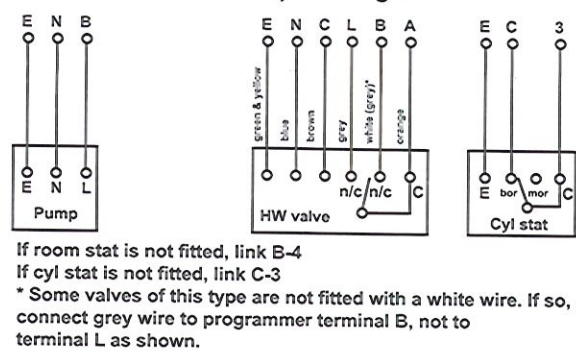 E N B
E N C L B A
E C 3
green & yellow
blue
brown
grey
white (grey)*
orange
E N L
Pump
n/c n/c C
HW valve
E bor mor C
Cyl stat
If room stat is not fitted, link B-4
If cyl stat is not fitted, link C-3
* Some valves of this type are not fitted with a white wire. If so,
connect grey wire to programmer terminal B, not to
terminal L as shown.